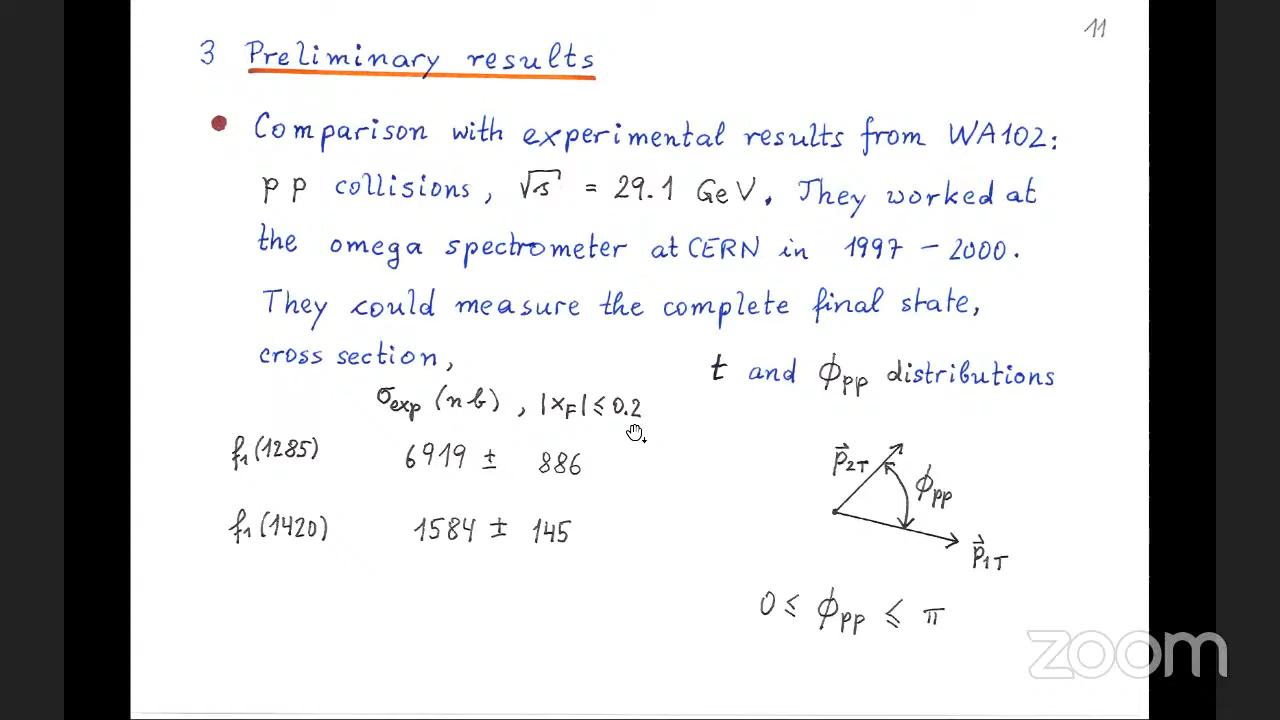 11
3 Preliminary results
• Comparison with experimental results from WA102:
pp collisions, √s = 29.1 GeV. They worked at
the omega spectrometer at CERN in 1997 – 2000.
They could measure the complete final state,
cross section, t and ϕpp distributions
σexp (nb), |xF| ≤ 0.2
f1(1285) 6919 ± 886
f1(1420) 1584 ± 145
p⃗2T
ϕpp
p⃗1T
0 ≤ ϕpp ≤ π
zoom